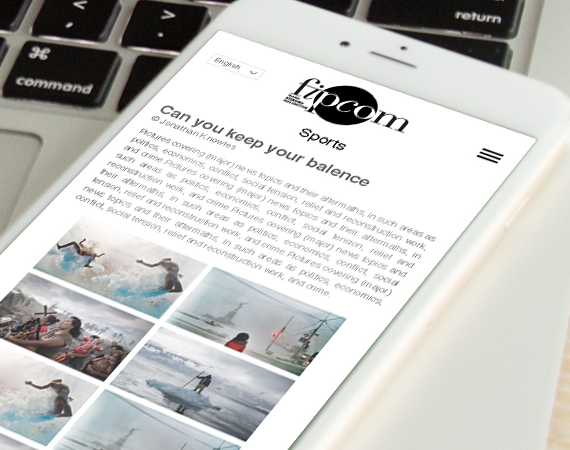 return
⌘
command
English
fipcom
Sports
Can you keep your balence
© Jonathan Knowles
Pictures covering (major) news topics and their aftermaths, in such areas as
politics, economics, conflict, social tension, relief and reconstruction work,
and crime.Pictures covering (major) news topics and their aftermaths, in
such areas as politics, economics, conflict, social tension, relief and
reconstruction work, and crime.Pictures covering (major) news topics and
their aftermaths, in such areas as politics, economics, conflict, social
tension, relief and reconstruction work, and crime.Pictures covering (major)
news topics and their aftermaths, in such areas as politics, economics,
conflict, social tension, relief and reconstruction work, and crime.